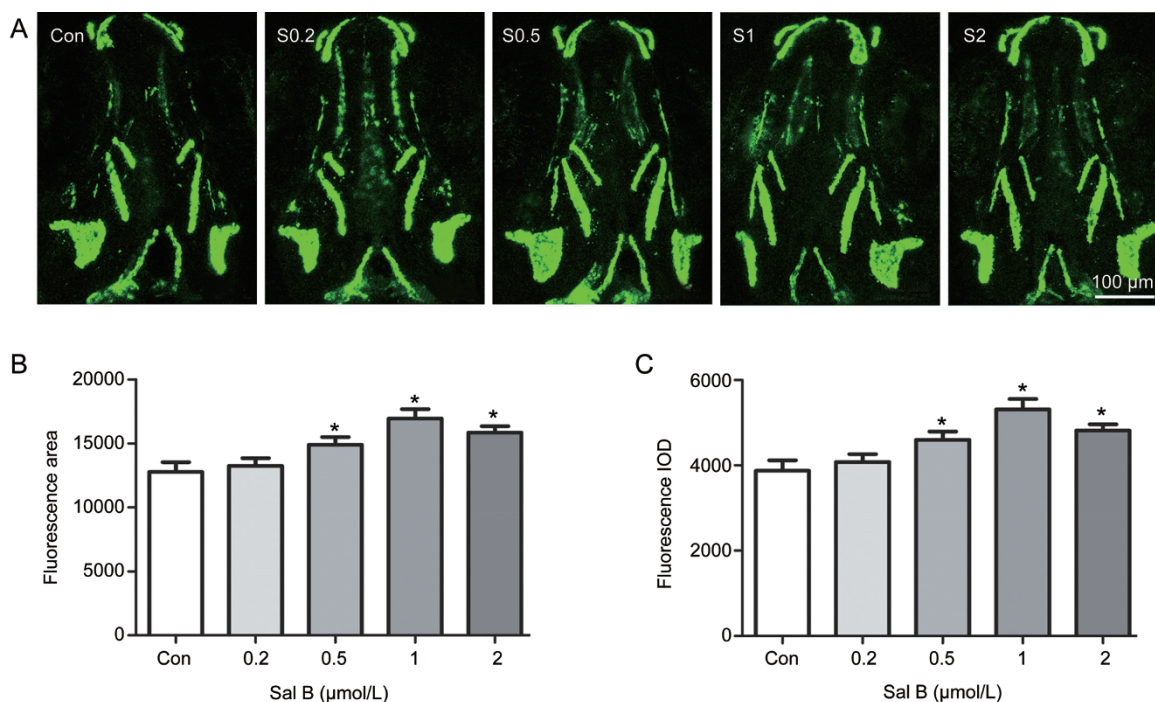 A
Con
S0.2
S0.5
S1
S2
100 µm
B
Fluorescence area
20000
15000
10000
5000
0
Con
0.2
0.5
1
2
*
*
*
Sal B (µmol/L)
C
Fluorescence IOD
6000
4000
2000
0
Con
0.2
0.5
1
2
*
*
*
Sal B (µmol/L)